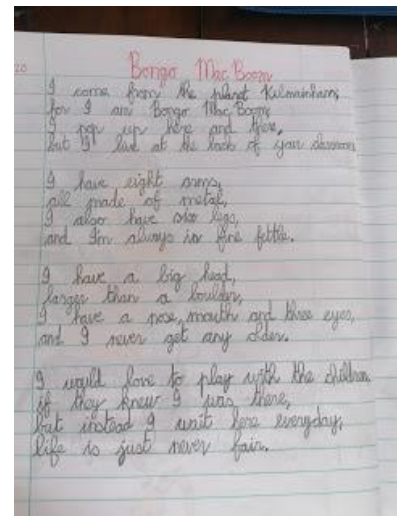 20
Bongo Mac Boom
I come from the planet Kilmainham,
for I am Bongo Mac Boom,
I pop up here and there,
but I live at the back of your classroom.
I have eight arms,
all made of metal,
I also have six legs,
and I'm always in fine fettle.
I have a big head,
larger than a boulder,
I have a nose, mouth and three eyes,
and I never get any older.
I would love to play with the children,
if they knew I was there,
but instead I wait here everyday,
life is just never fair.